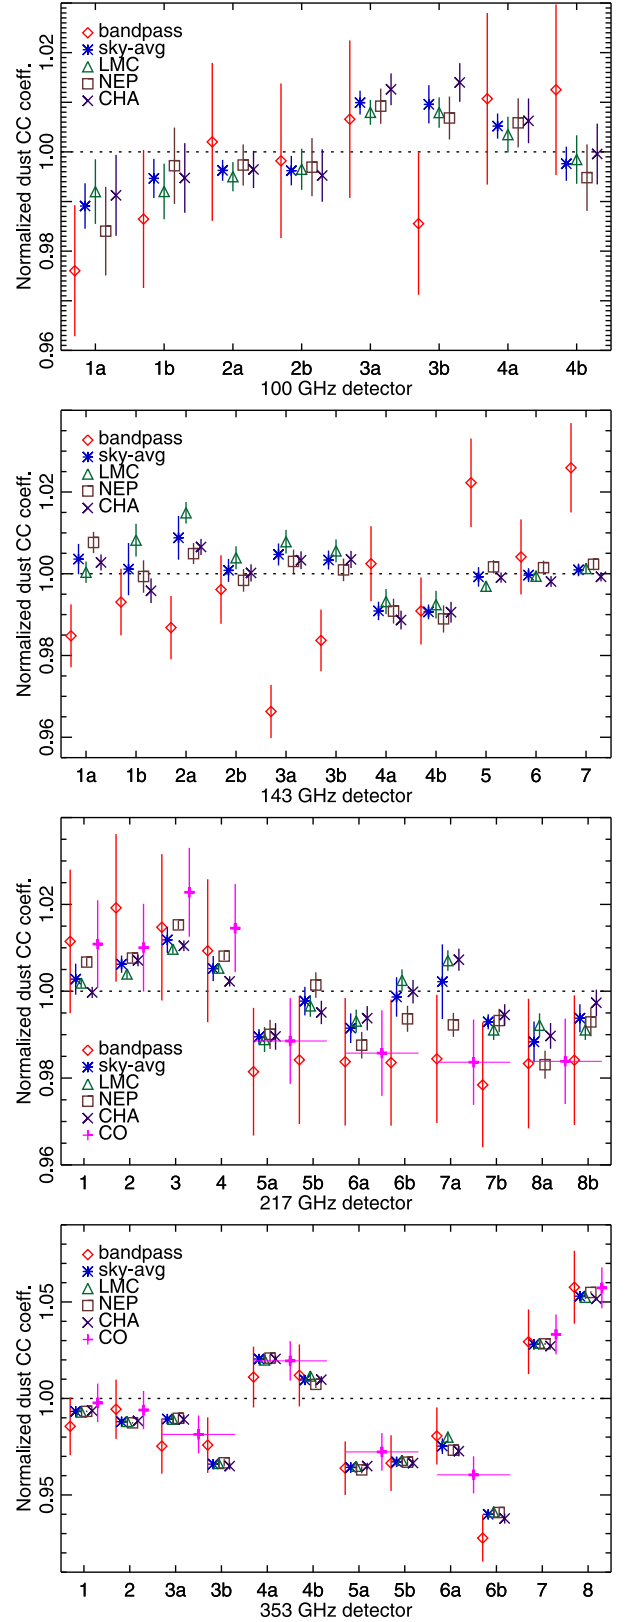 Normalized dust CC coeff.
1.02
1.00
0.98
0.96
bandpass
sky-avg
LMC
NEP
CHA
1a 1b 2a 2b 3a 3b 4a 4b
100 GHz detector
Normalized dust CC coeff.
1.02
1.00
0.98
0.96
bandpass
sky-avg
LMC
NEP
CHA
1a 1b 2a 2b 3a 3b 4a 4b 5 6 7
143 GHz detector
Normalized dust CC coeff.
1.02
1.00
0.98
0.96
bandpass
sky-avg
LMC
NEP
CHA
CO
1 2 3 4 5a 5b 6a 6b 7a 7b 8a 8b
217 GHz detector
Normalized dust CC coeff.
1.05
1.00
0.95
bandpass
sky-avg
LMC
NEP
CHA
CO
1 2 3a 3b 4a 4b 5a 5b 6a 6b 7 8
353 GHz detector